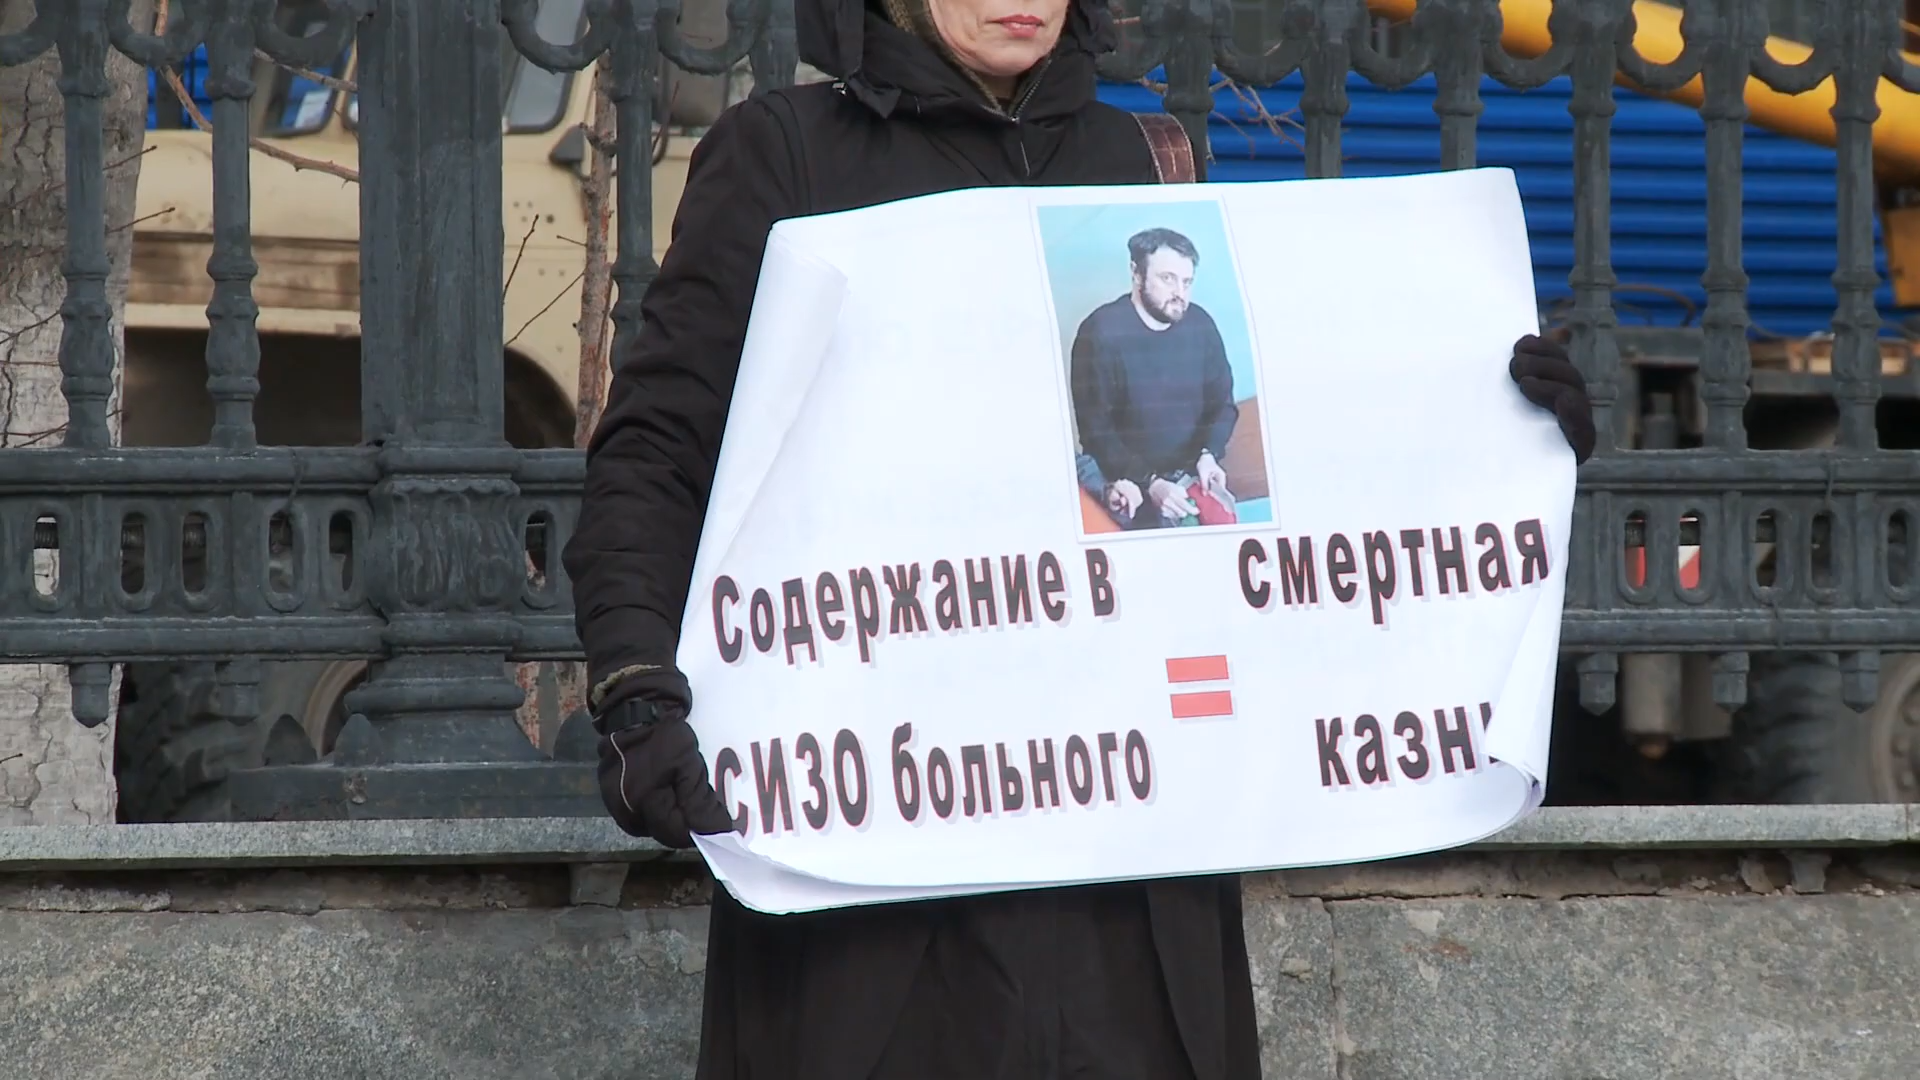 Содержание в смертная
СИЗО больного = казнь